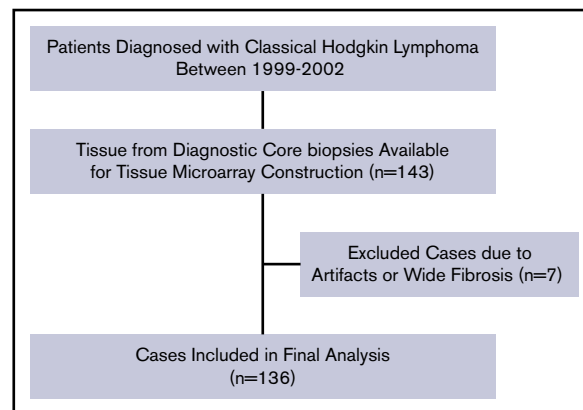 Patients Diagnosed with Classical Hodgkin Lymphoma
Between 1999-2002
Tissue from Diagnostic Core biopsies Available
for Tissue Microarray Construction (n=143)
Excluded Cases due to
Artifacts or Wide Fibrosis (n=7)
Cases Included in Final Analysis
(n=136)